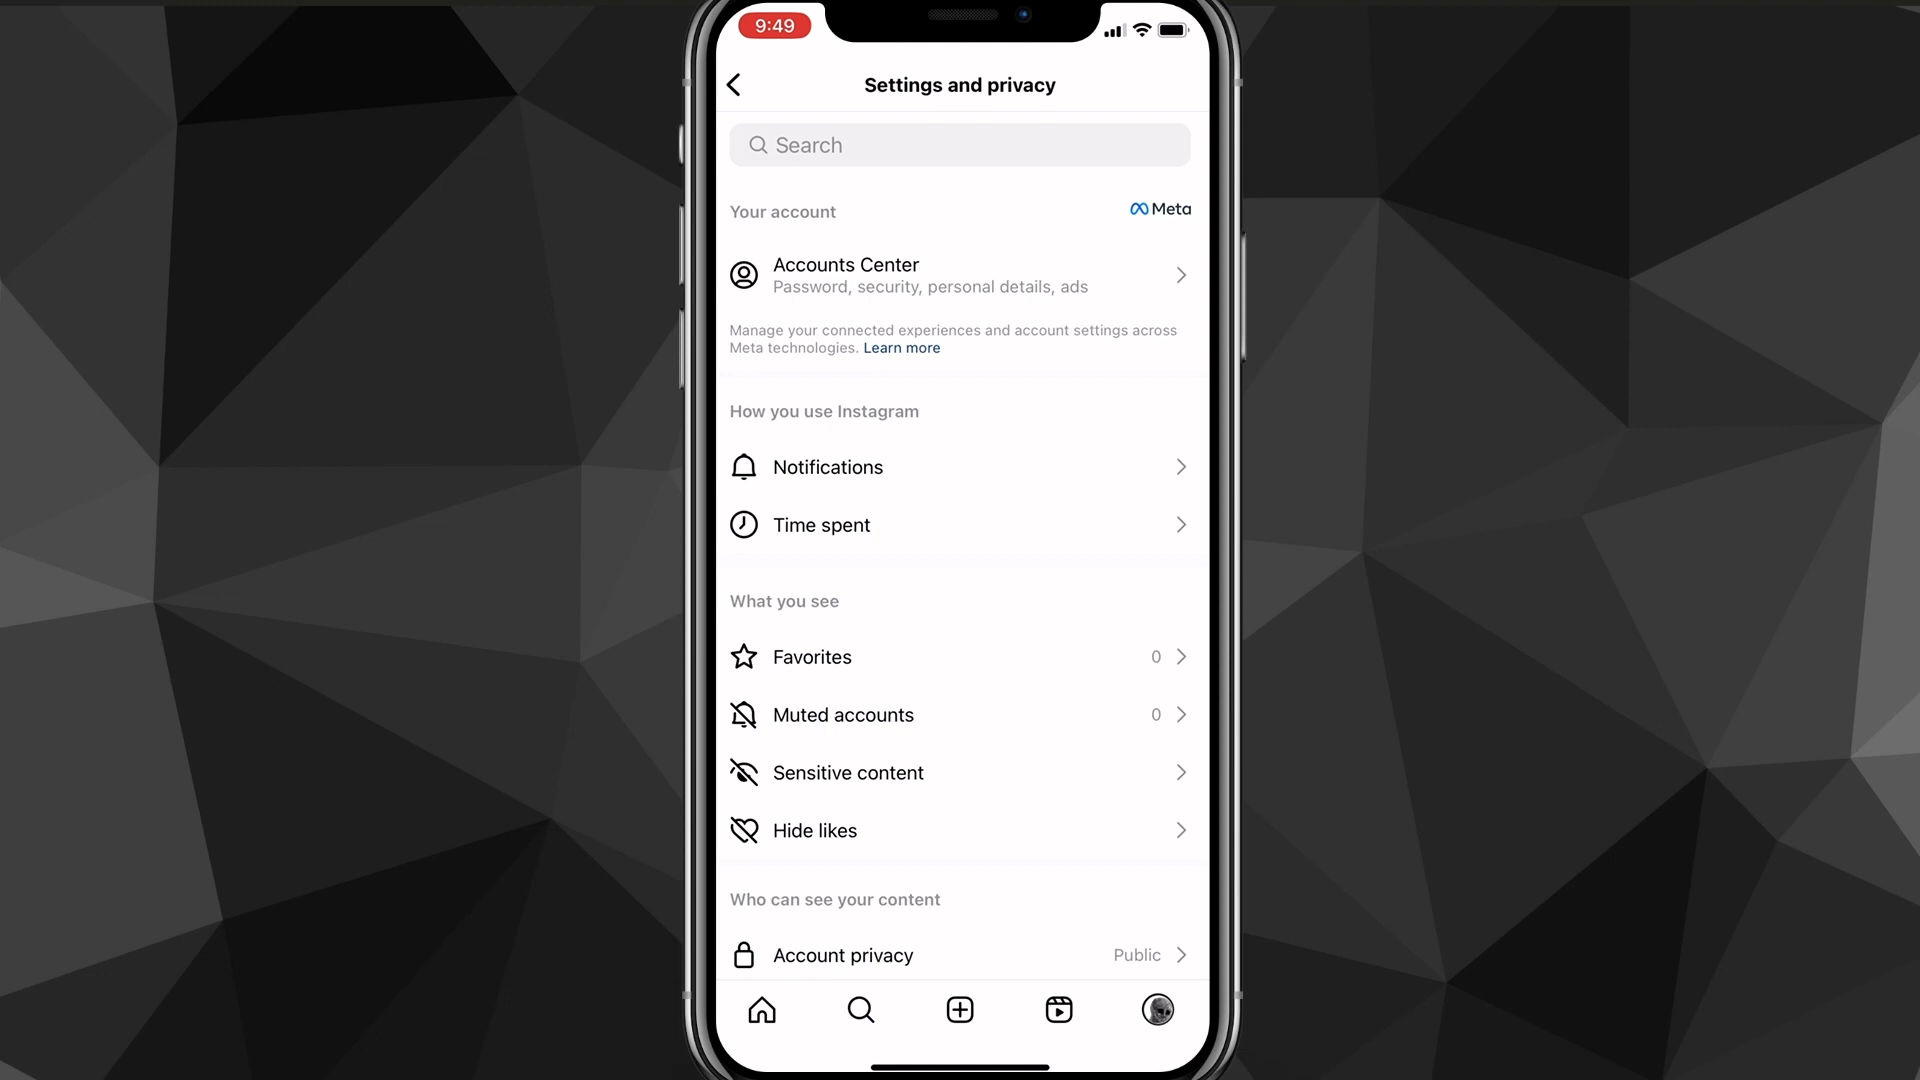 9:49
Settings and privacy
Search
Your account
Meta
Accounts Center
Password, security, personal details, ads
Manage your connected experiences and account settings across
Meta technologies. Learn more
How you use Instagram
Notifications
Time spent
What you see
Favorites 0
Muted accounts 0
Sensitive content
Hide likes
Who can see your content
Account privacy Public